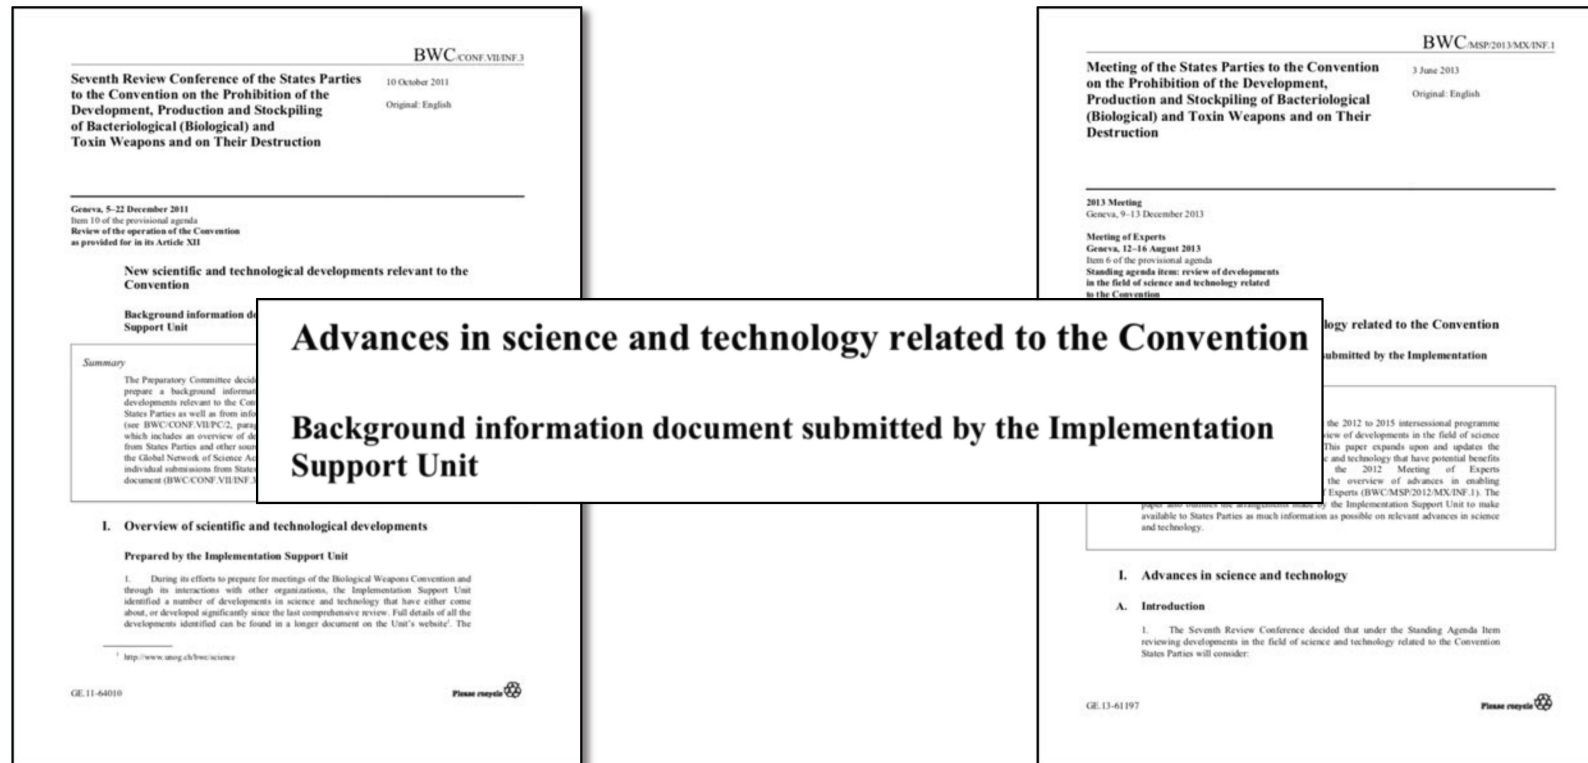 BWC/CONF.VII/INF.3
Seventh Review Conference of the States Parties
to the Convention on the Prohibition of the
Development, Production and Stockpiling
of Bacteriological (Biological) and
Toxin Weapons and on Their Destruction
10 October 2011
Original: English
Geneva, 5–22 December 2011
Item 10 of the provisional agenda
Review of the operation of the Convention
as provided for in its Article XII
New scientific and technological developments relevant to the
Convention
Background information
Support Unit
Summary
The Preparatory Committee
prepare a background
developments relevant to the
States Parties as well as from
(see BWC/CONF.VII/PC/2,
which includes an overview of
from States Parties and other
the Global Network of Science
individual submissions from
document (BWC/CONF.VII/INF.3
I. Overview of scientific and technological developments
Prepared by the Implementation Support Unit
1. During its efforts to prepare for meetings of the Biological Weapons Convention and
through its interactions with other organizations, the Implementation Support Unit
identified a number of developments in science and technology that have either come
about, or developed significantly since the last comprehensive review. Full details of all the
developments identified can be found in a longer document on the Unit's website¹. The
¹ http://www.unog.ch/bwc/science
GE.11-64010
Please recycle
Advances in science and technology related to the Convention
Background information document submitted by the Implementation
Support Unit
BWC/MSP/2013/MX/INF.1
Meeting of the States Parties to the Convention
on the Prohibition of the Development,
Production and Stockpiling of Bacteriological
(Biological) and Toxin Weapons and on Their
Destruction
3 June 2013
Original: English
2013 Meeting
Geneva, 9–13 December 2013
Meeting of Experts
Geneva, 12–16 August 2013
Item 6 of the provisional agenda
Standing agenda item: review of developments
in the field of science and technology related
to the Convention
related to the Convention
submitted by the Implementation
the 2012 to 2015 intersessional programme
of developments in the field of science
This paper expands upon and updates the
and technology that have potential benefits
the 2012 Meeting of Experts
the overview of advances in enabling
Experts (BWC/MSP/2012/MX/INF.1). The
paper also outlines the arrangements made by the Implementation Support Unit to make
available to States Parties as much information as possible on relevant advances in science
and technology.
I. Advances in science and technology
A. Introduction
1. The Seventh Review Conference decided that under the Standing Agenda Item
reviewing developments in the field of science and technology related to the Convention
States Parties will consider:
GE.13-61197
Please recycle